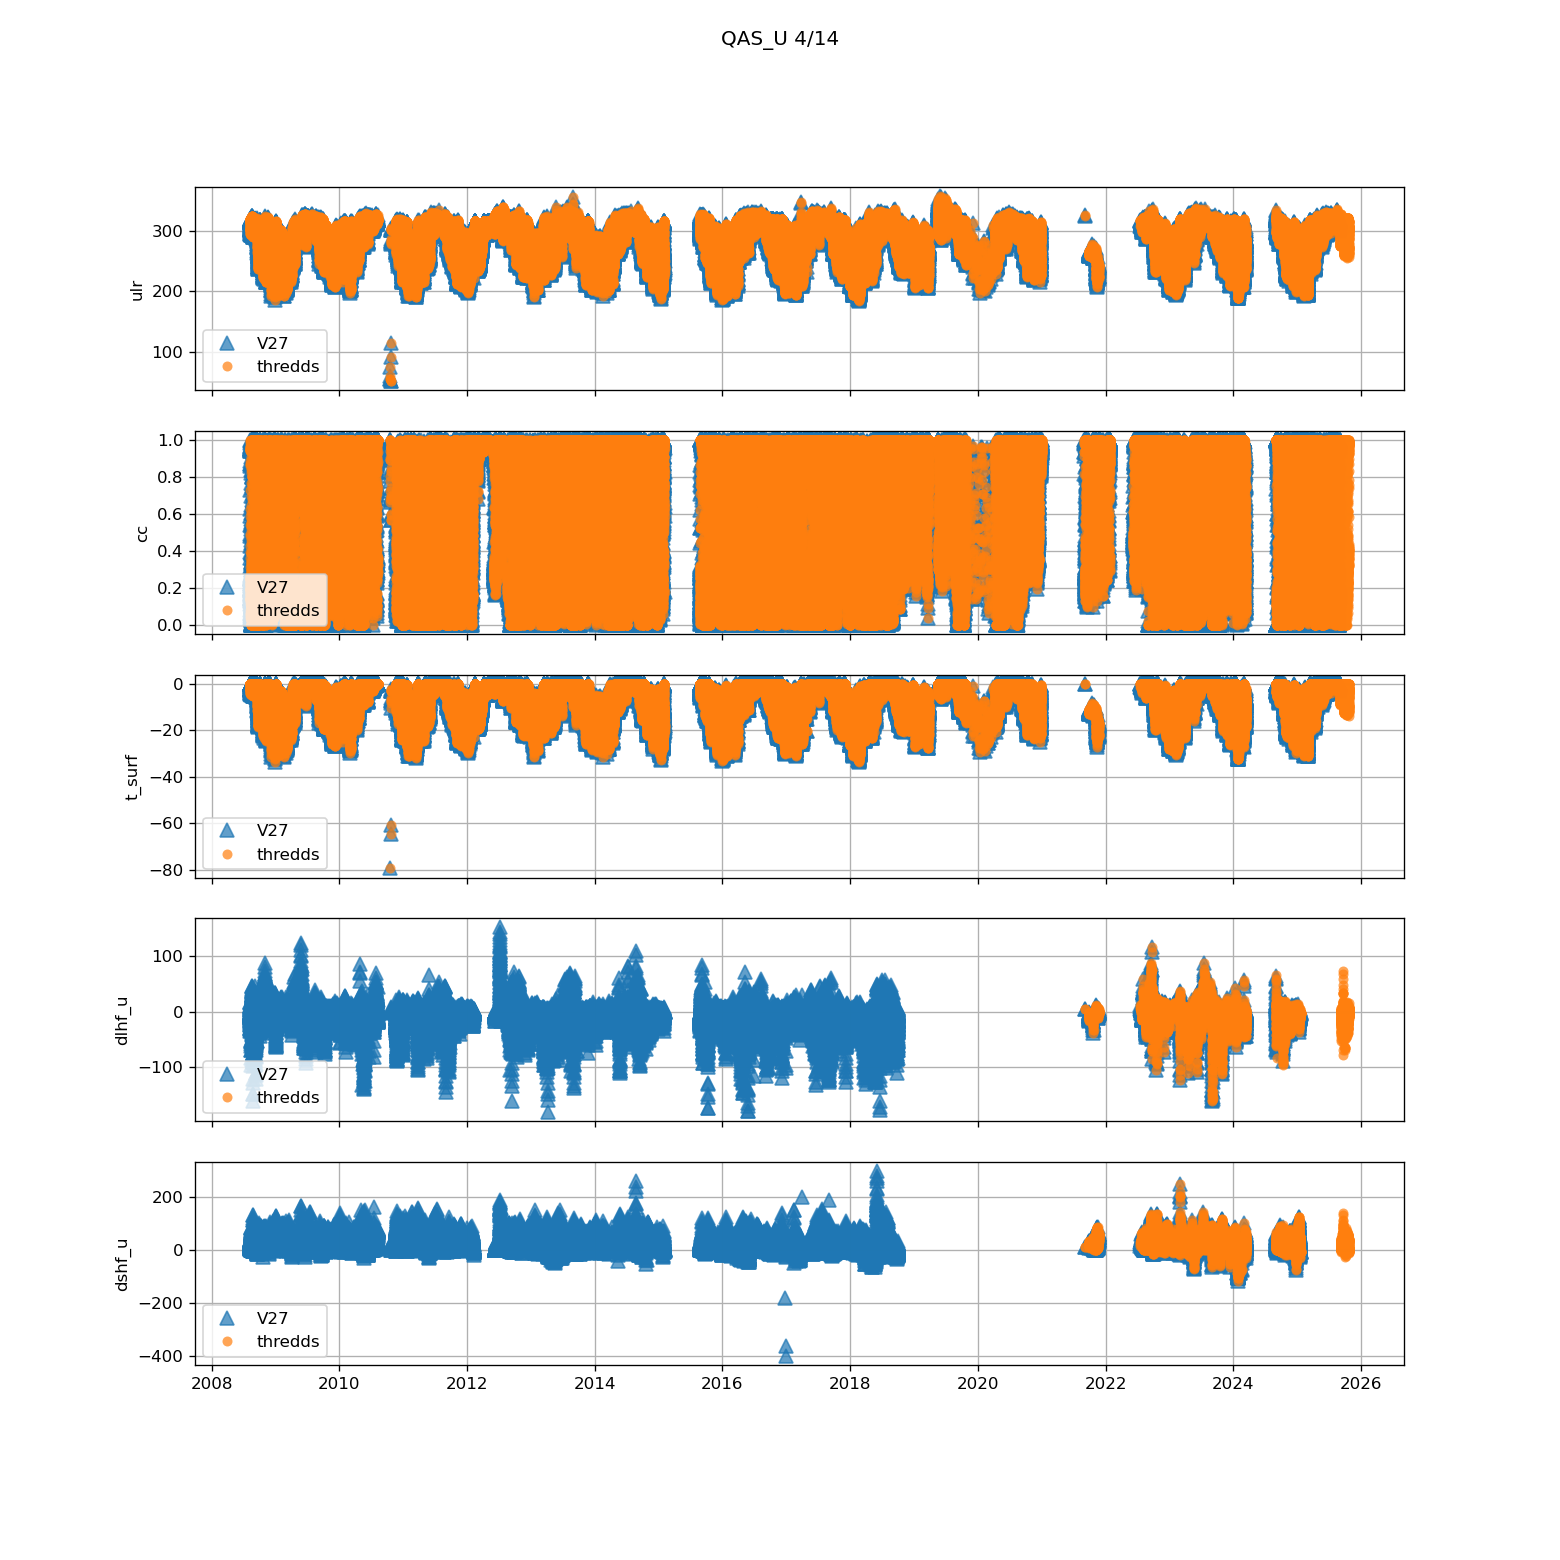 QAS_U 4/14
300
200
100
ulr
V27
thredds
1.0
0.8
0.6
0.4
0.2
0.0
cc
V27
thredds
0
−20
−40
−60
−80
t_surf
V27
thredds
100
0
−100
dlhf_u
V27
thredds
200
0
−200
−400
dshf_u
V27
thredds
2008 2010 2012 2014 2016 2018 2020 2022 2024 2026